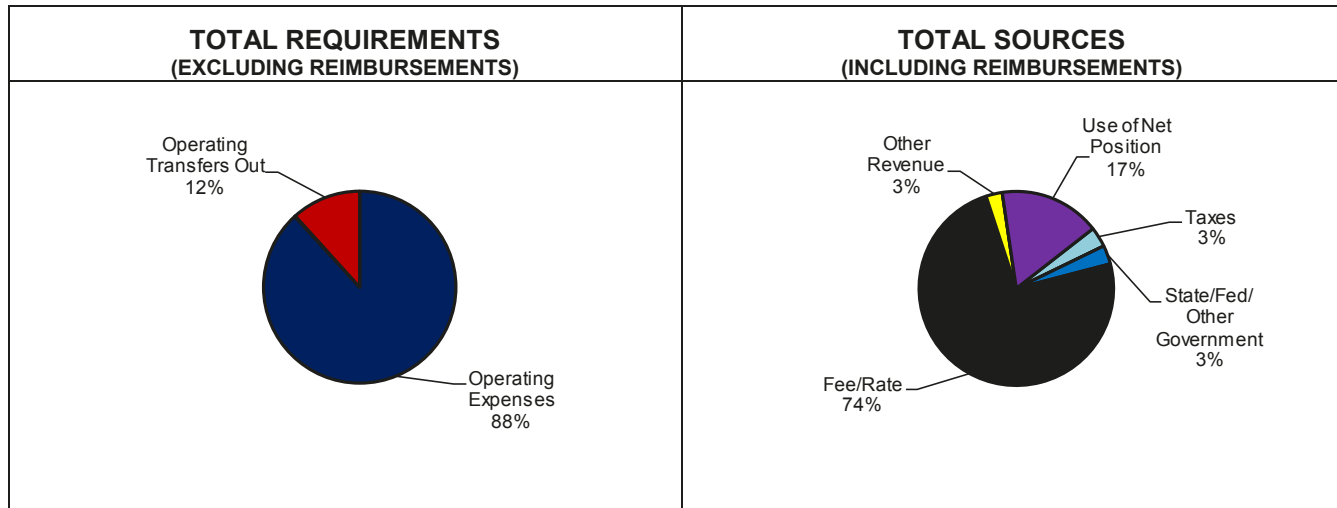 TOTAL REQUIREMENTS
(EXCLUDING REIMBURSEMENTS)
Operating
Transfers Out
12%
Operating
Expenses
88%
TOTAL SOURCES
(INCLUDING REIMBURSEMENTS)
Other
Revenue
3%
Use of Net
Position
17%
Taxes
3%
State/Fed/
Other
Government
3%
Fee/Rate
74%